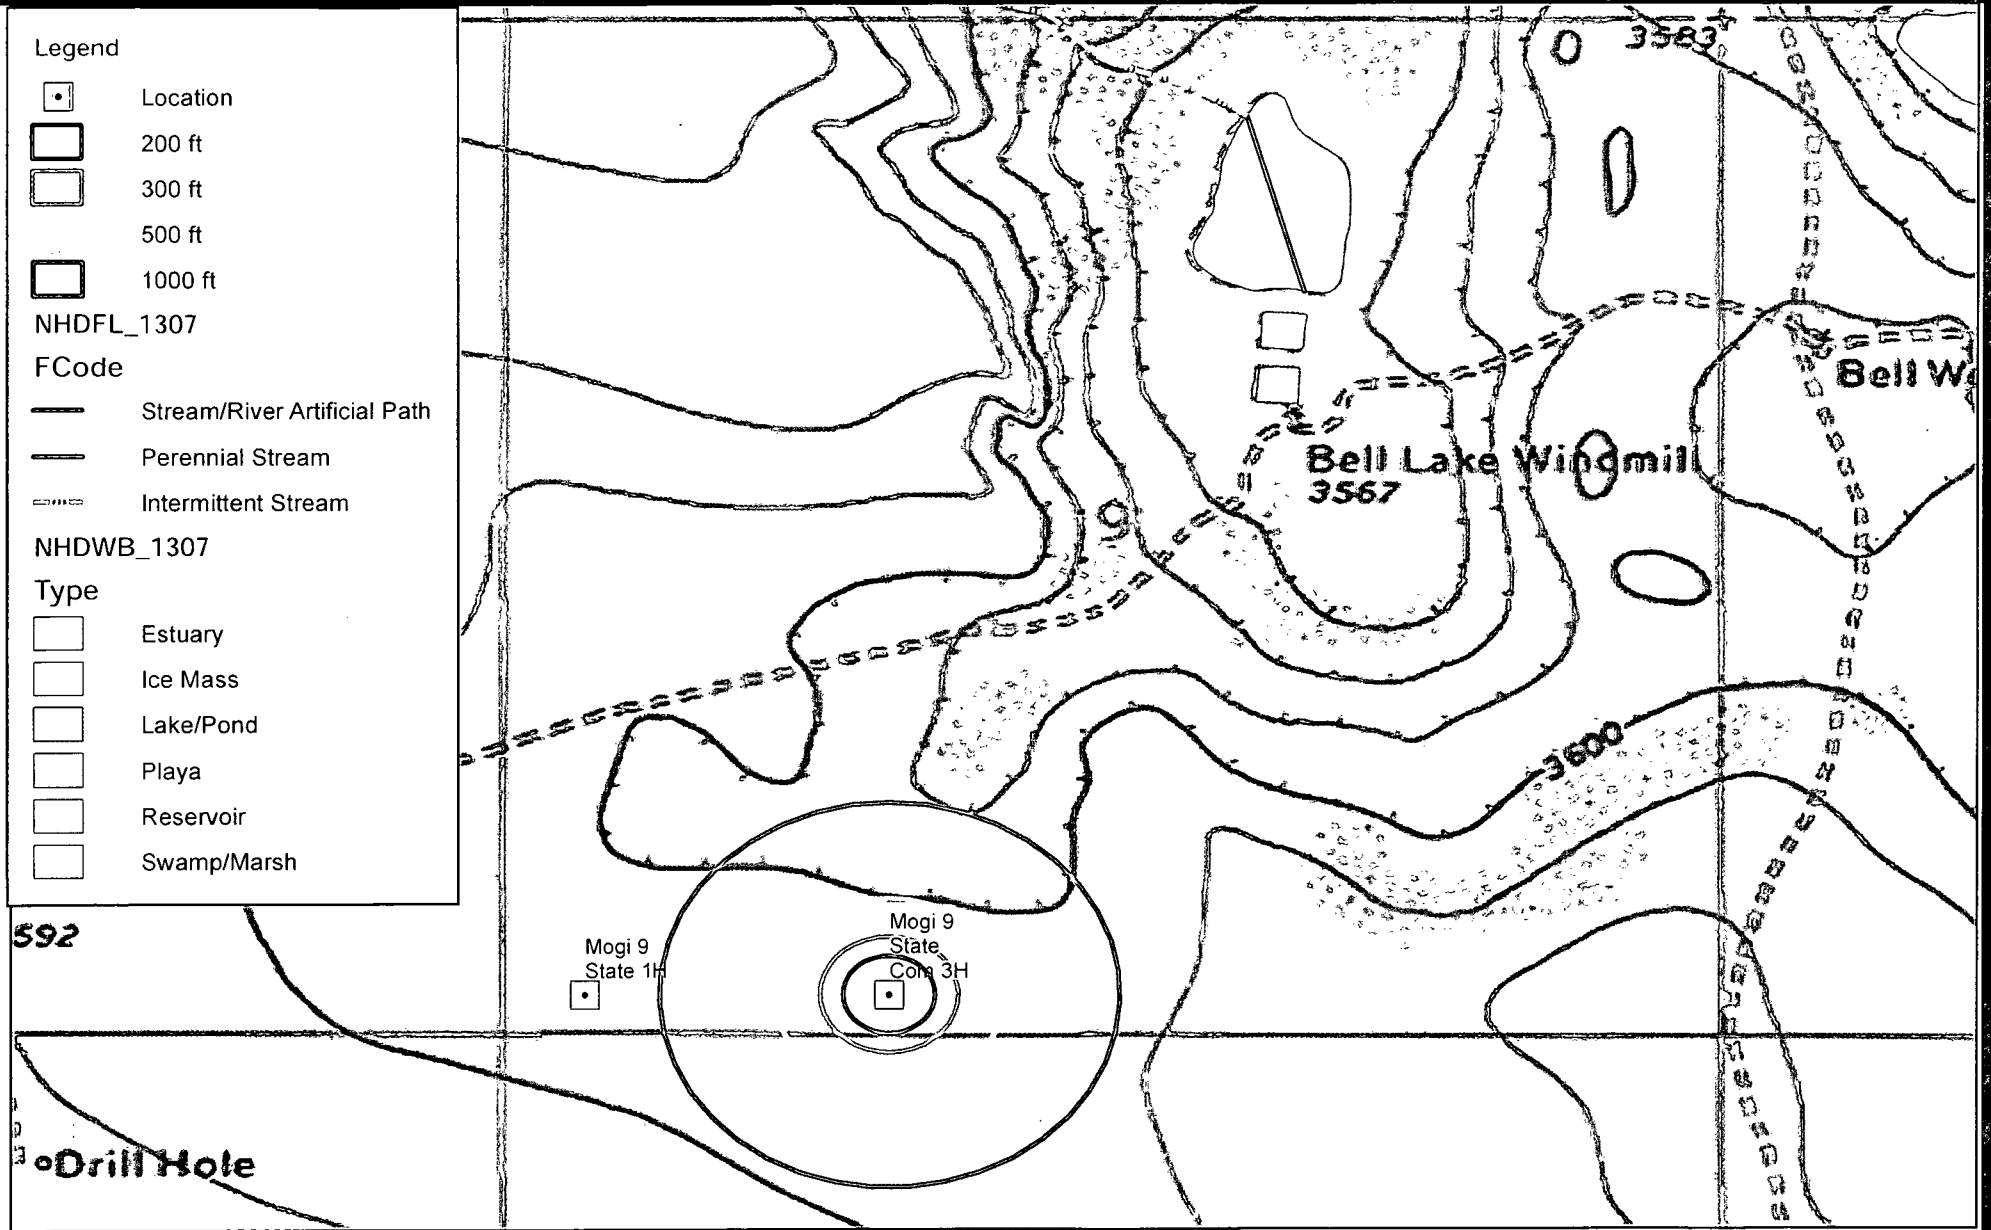 Legend
Location
200 ft
300 ft
500 ft
1000 ft
NHDFL_1307
FCode
Stream/River Artificial Path
Perennial Stream
Intermittent Stream
NHDWB_1307
Type
Estuary
Ice Mass
Lake/Pond
Playa
Reservoir
Swamp/Marsh
3583
Bell
Bell Lake Windmill
3567
9
3600
592
Mogi 9
State 1H
Mogi 9
State
Com 3H
Drill Hole